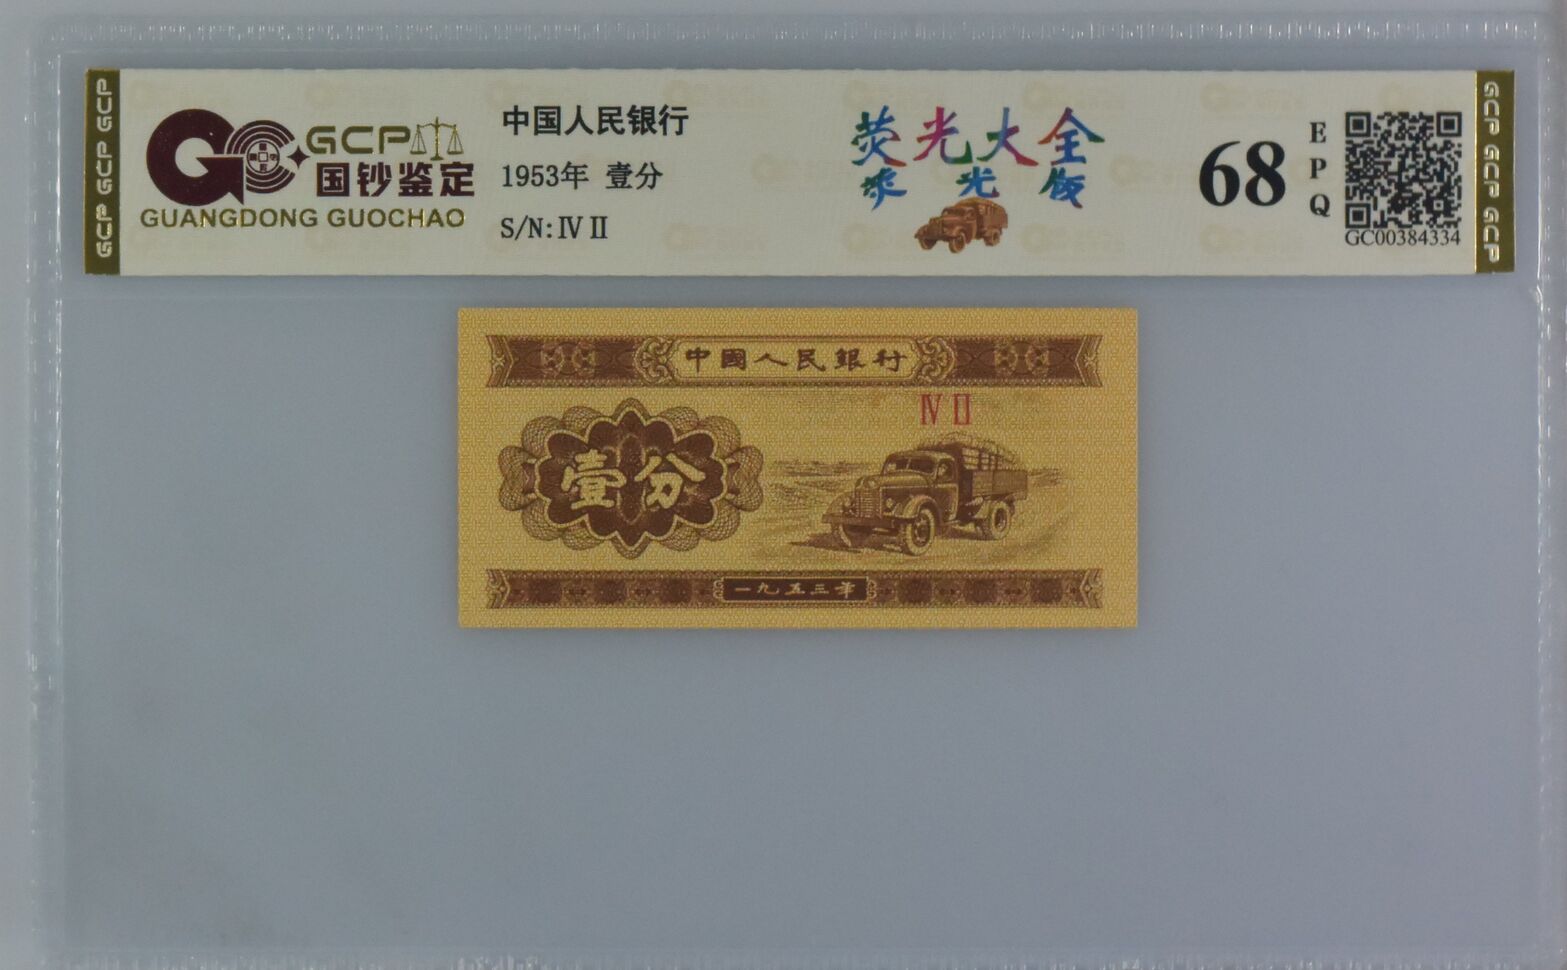 GCP GCP GCP
GCP
国钞鉴定
GUANGDONG GUOCHAO
中国人民银行
1953年 壹分
S/N:Ⅳ Ⅱ
荧光大全
满光版
68
EPQ
GC00384334
GCP GCP GCP
中國人民銀行
Ⅳ Ⅱ
壹分
一九五三年